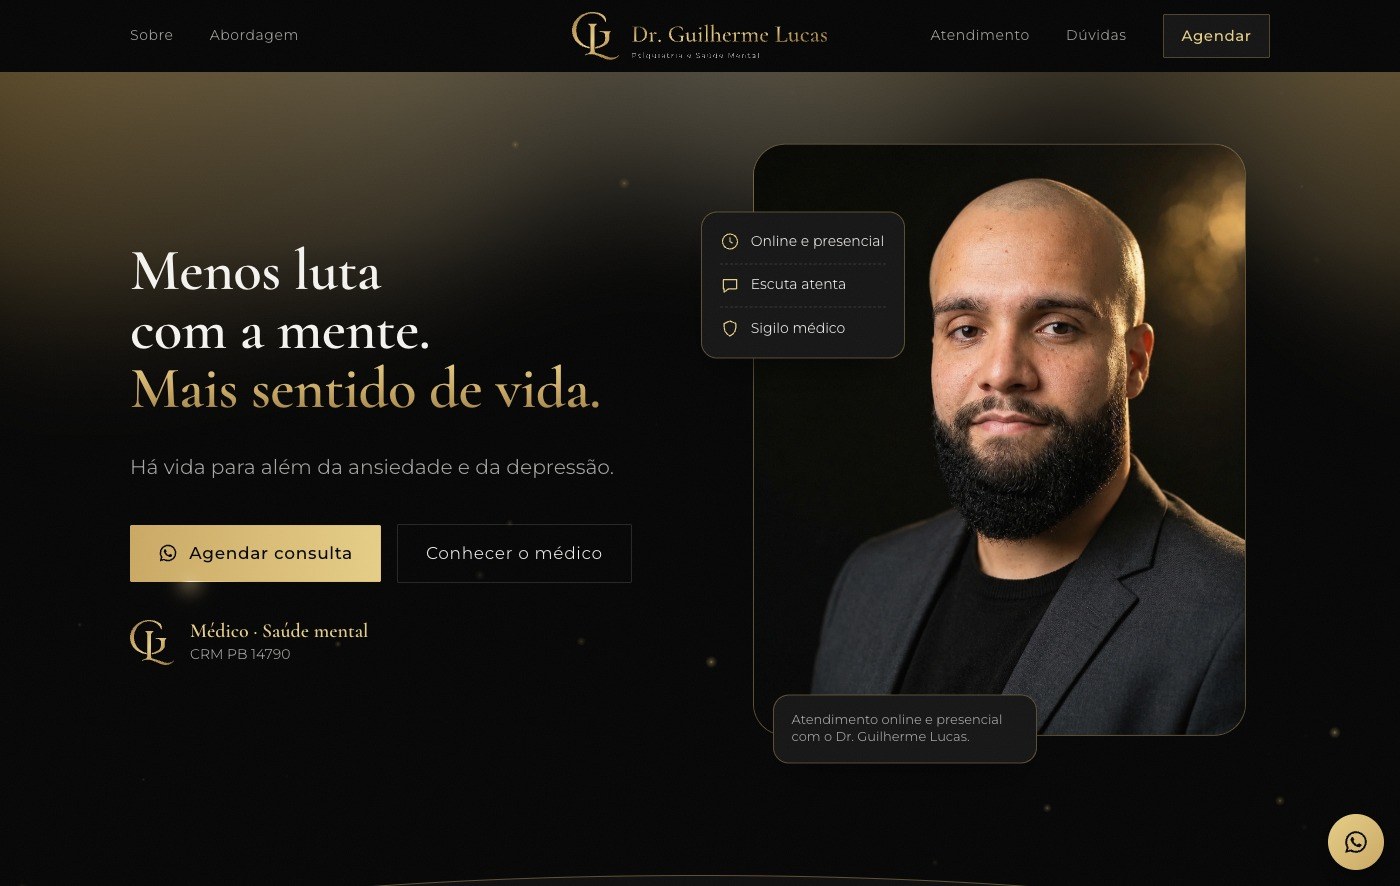 Sobre
Abordagem
Dr. Guilherme Lucas
Psiquiatria e Saúde Mental
Atendimento
Dúvidas
Agendar
Menos luta
com a mente.
Mais sentido de vida.
Há vida para além da ansiedade e da depressão.
Agendar consulta
Conhecer o médico
GL
Médico · Saúde mental
CRM PB 14790
Online e presencial
Escuta atenta
Sigilo médico
Atendimento online e presencial
com o Dr. Guilherme Lucas.